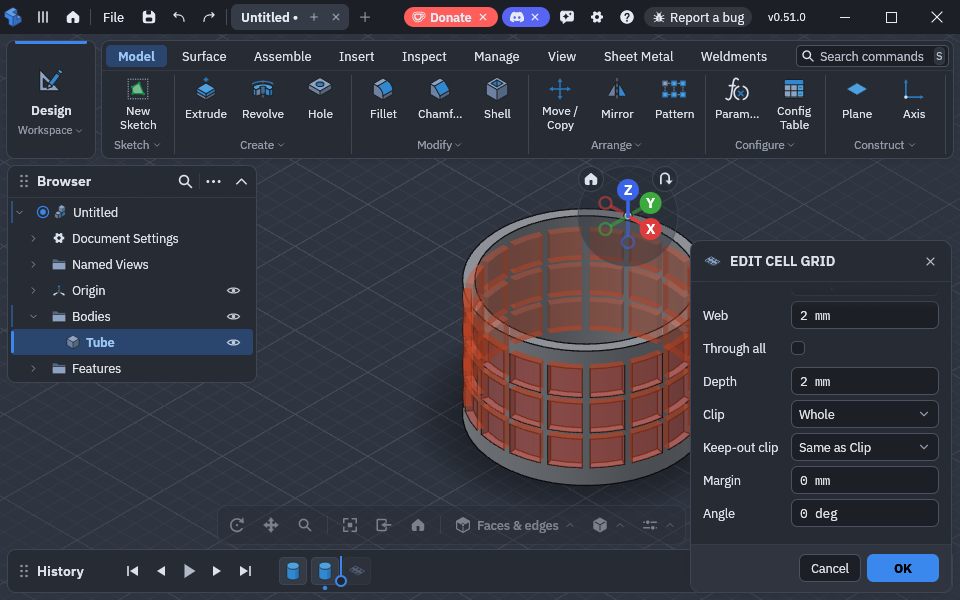 File
Untitled •
Donate
Report a bug
v0.51.0
Design
Workspace
Model
Surface
Assemble
Insert
Inspect
Manage
View
Sheet Metal
Weldments
Search commands
S
New Sketch
Extrude
Revolve
Hole
Fillet
Chamf...
Shell
Move / Copy
Mirror
Pattern
Param...
Config Table
Plane
Axis
Sketch
Create
Modify
Arrange
Configure
Construct
Browser
Untitled
Document Settings
Named Views
Origin
Bodies
Tube
Features
Z
Y
X
EDIT CELL GRID
Web
2 mm
Through all
Depth
2 mm
Clip
Whole
Keep-out clip
Same as Clip
Margin
0 mm
Angle
0 deg
Cancel
OK
Faces & edges
History